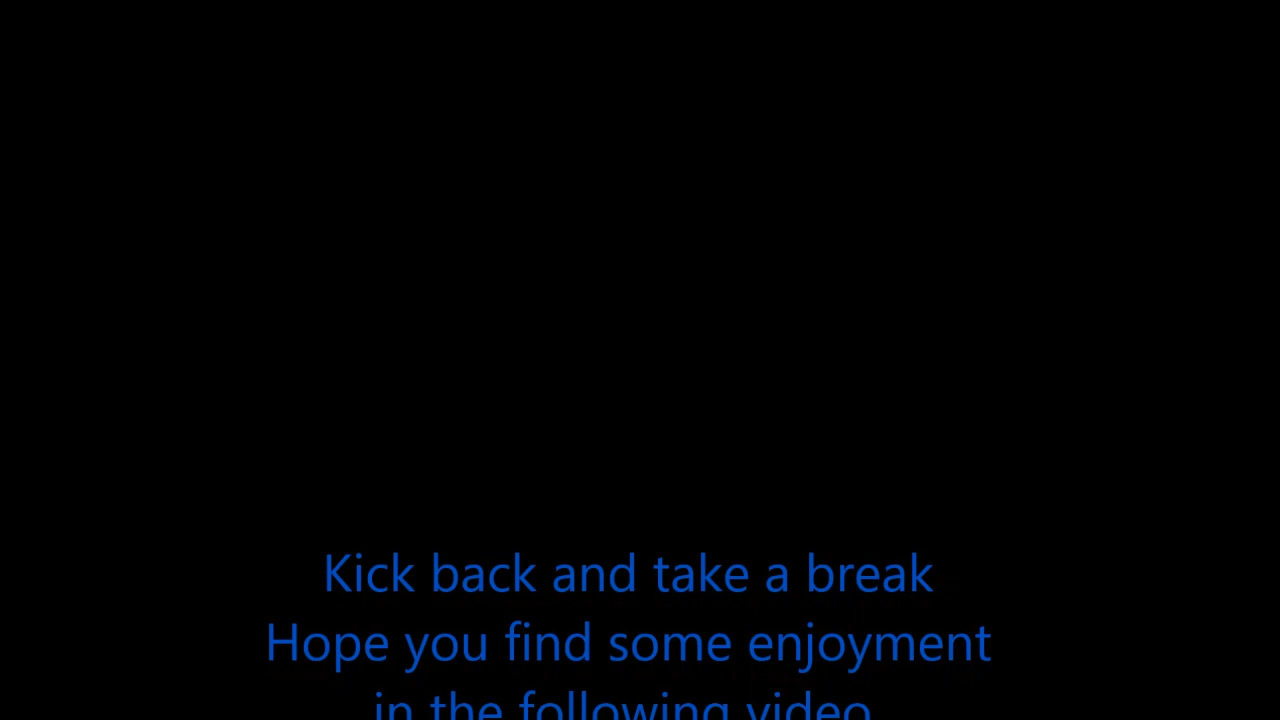 Kick back and take a break
Hope you find some enjoyment
in the following video